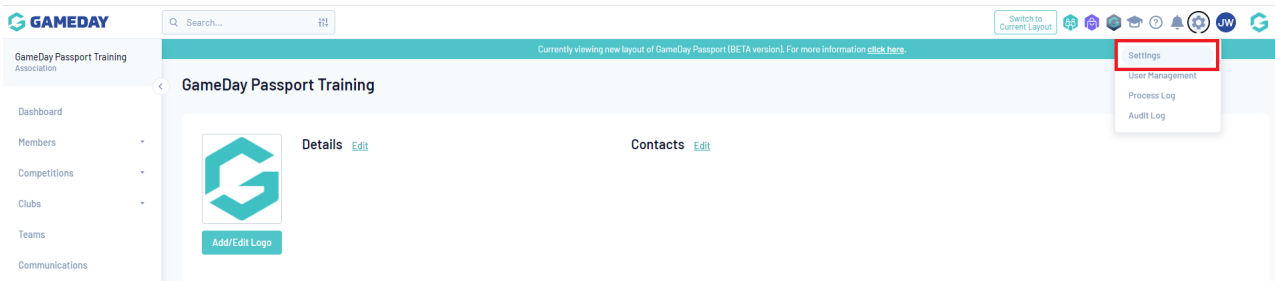 GAMEDAY
Search...
Switch to
Current Layout
JW
Currently viewing new layout of GameDay Passport (BETA version). For more information click here.
GameDay Passport Training
Association
Settings
User Management
Process Log
Audit Log
GameDay Passport Training
Dashboard
Members
Competitions
Clubs
Teams
Communications
Details Edit
Contacts Edit
Add/Edit Logo